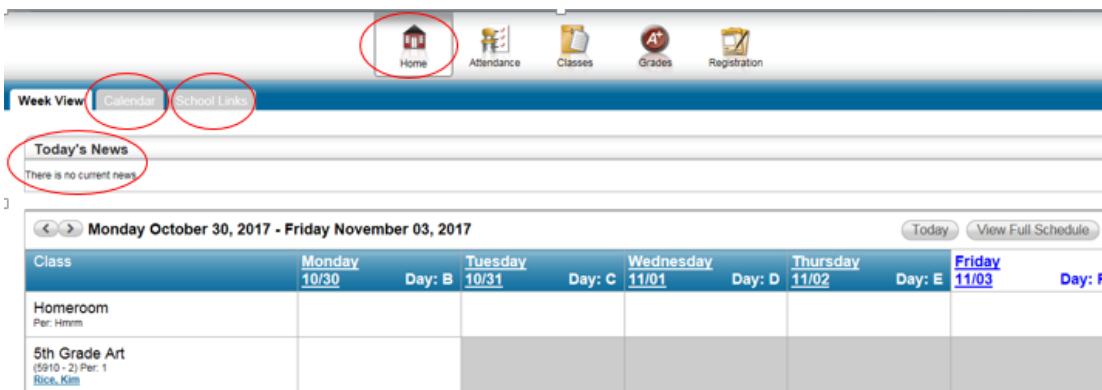 Home Attendance Classes Grades Registration
Week View Calendar School Links
Today's News
There is no current news
Monday October 30, 2017 - Friday November 03, 2017 Today View Full Schedule
Class Monday Tuesday Wednesday Thursday Friday
10/30 Day: B 10/31 Day: C 11/01 Day: D 11/02 Day: E 11/03 Day:
Homeroom
Per: Hmrm
5th Grade Art
(5910 - 2) Per: 1
Rice, Kim